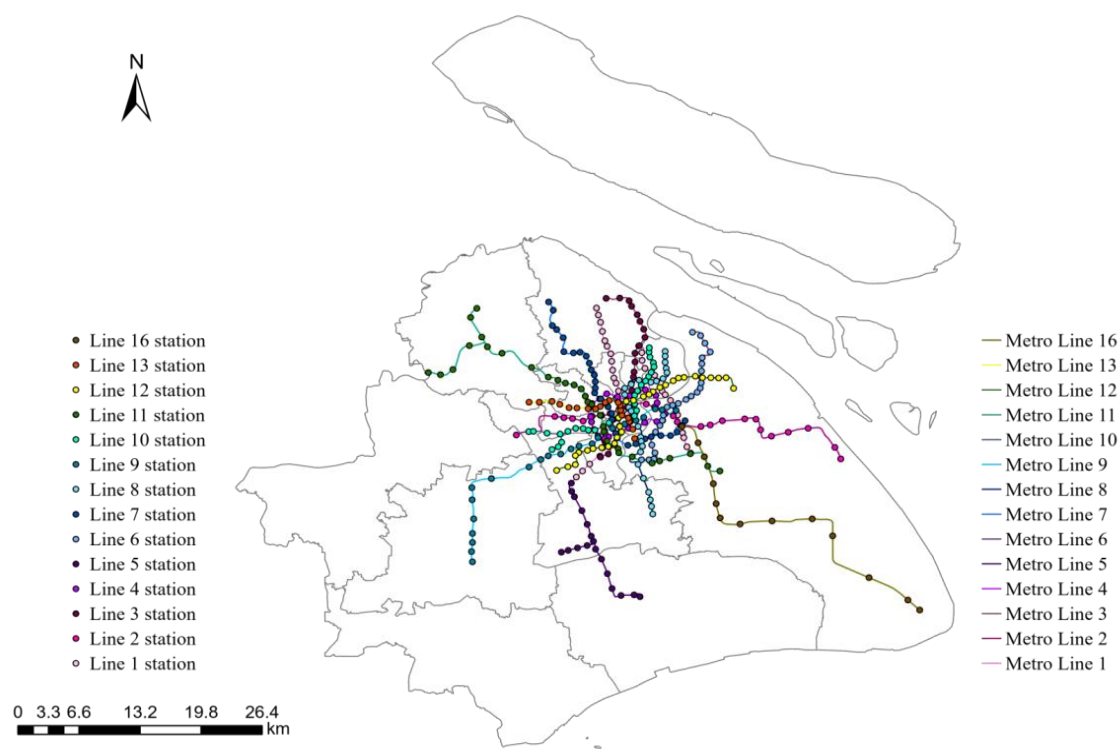 N
Line 16 station
Line 13 station
Line 12 station
Line 11 station
Line 10 station
Line 9 station
Line 8 station
Line 7 station
Line 6 station
Line 5 station
Line 4 station
Line 3 station
Line 2 station
Line 1 station
Metro Line 16
Metro Line 13
Metro Line 12
Metro Line 11
Metro Line 10
Metro Line 9
Metro Line 8
Metro Line 7
Metro Line 6
Metro Line 5
Metro Line 4
Metro Line 3
Metro Line 2
Metro Line 1
0 3.3 6.6 13.2 19.8 26.4
km